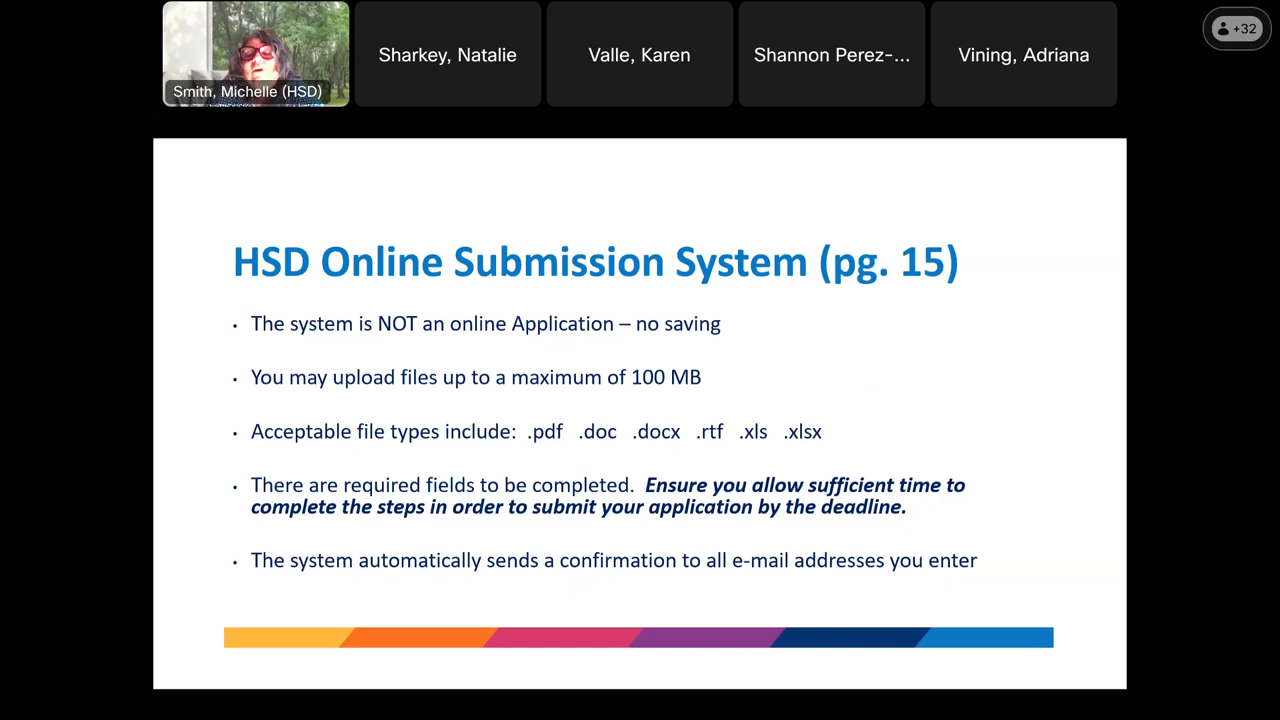 Smith, Michelle (HSD)
Sharkey, Natalie
Valle, Karen
Shannon Perez-...
Vining, Adriana
+32
HSD Online Submission System (pg. 15)
• The system is NOT an online Application – no saving
• You may upload files up to a maximum of 100 MB
• Acceptable file types include: .pdf .doc .docx .rtf .xls .xlsx
• There are required fields to be completed. Ensure you allow sufficient time to
complete the steps in order to submit your application by the deadline.
• The system automatically sends a confirmation to all e-mail addresses you enter